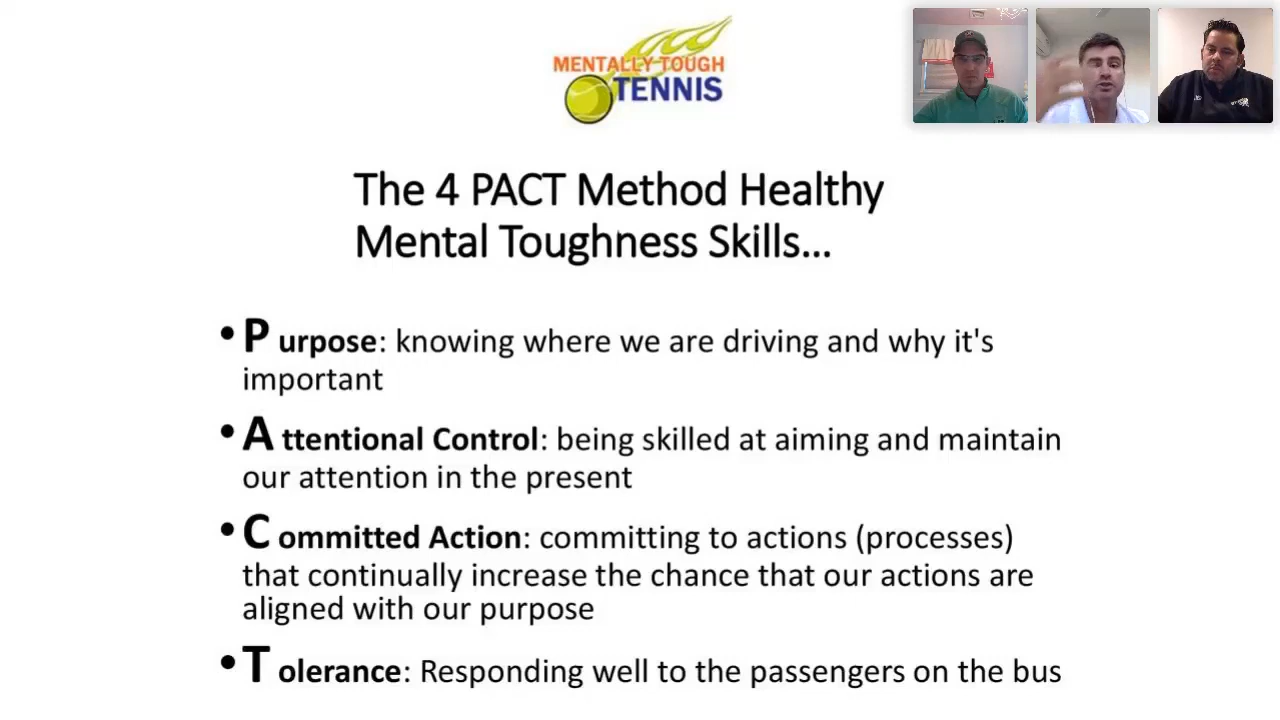 MENTALLY TOUGH
TENNIS
The 4 PACT Method Healthy
Mental Toughness Skills...
• P urpose: knowing where we are driving and why it's
important
• A ttentional Control: being skilled at aiming and maintain
our attention in the present
• C ommitted Action: committing to actions (processes)
that continually increase the chance that our actions are
aligned with our purpose
• T olerance: Responding well to the passengers on the bus